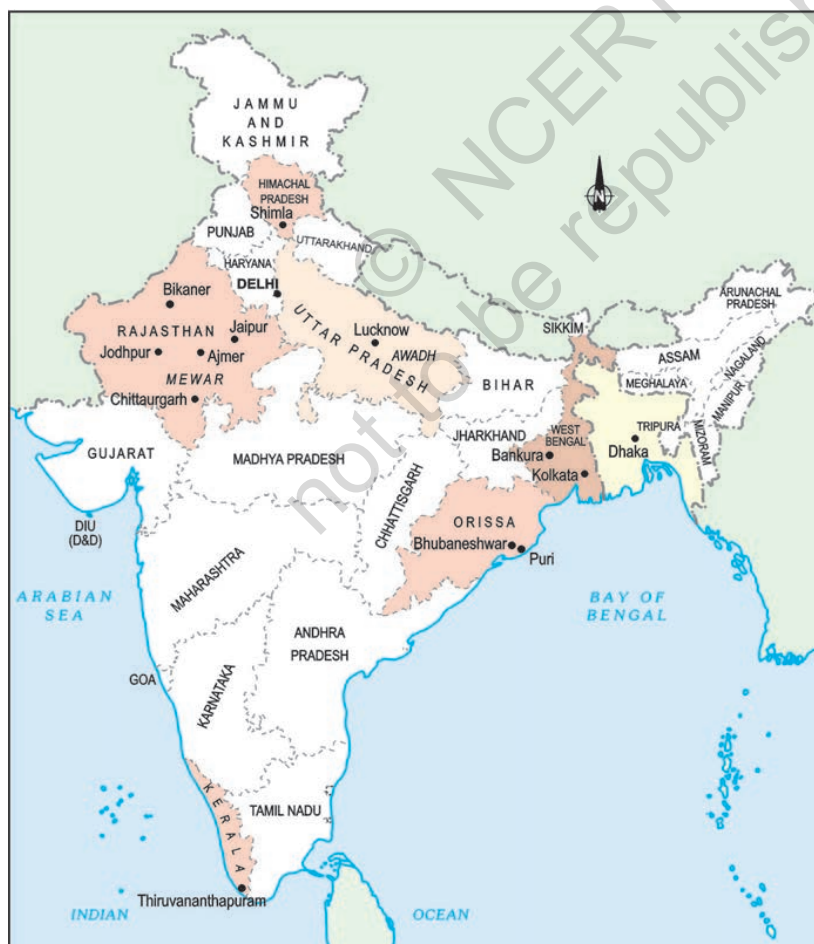 © NCERT
not to be republish
JAMMU
AND
KASHMIR
HIMACHAL
PRADESH
Shimla
PUNJAB
UTTARAKHAND
HARYANA
DELHI
N
ARUNACHAL
PRADESH
Bikaner
RAJASTHAN
Jaipur
Jodhpur
Ajmer
MEWAR
Chittaurgarh
UTTAR PRADESH
Lucknow
AWADH
SIKKIM
ASSAM
NAGALAND
MEGHALAYA
MANIPUR
BIHAR
TRIPURA
MIZORAM
Dhaka
JHARKHAND
WEST
BENGAL
Bankura
Kolkata
GUJARAT
MADHYA PRADESH
CHHATTISGARH
DIU
(D&D)
ORISSA
Bhubaneshwar
Puri
MAHARASHTRA
ARABIAN
SEA
BAY OF
BENGAL
ANDHRA
PRADESH
GOA
KARNATAKA
KERALA
TAMIL NADU
Thiruvananthapuram
INDIAN
OCEAN